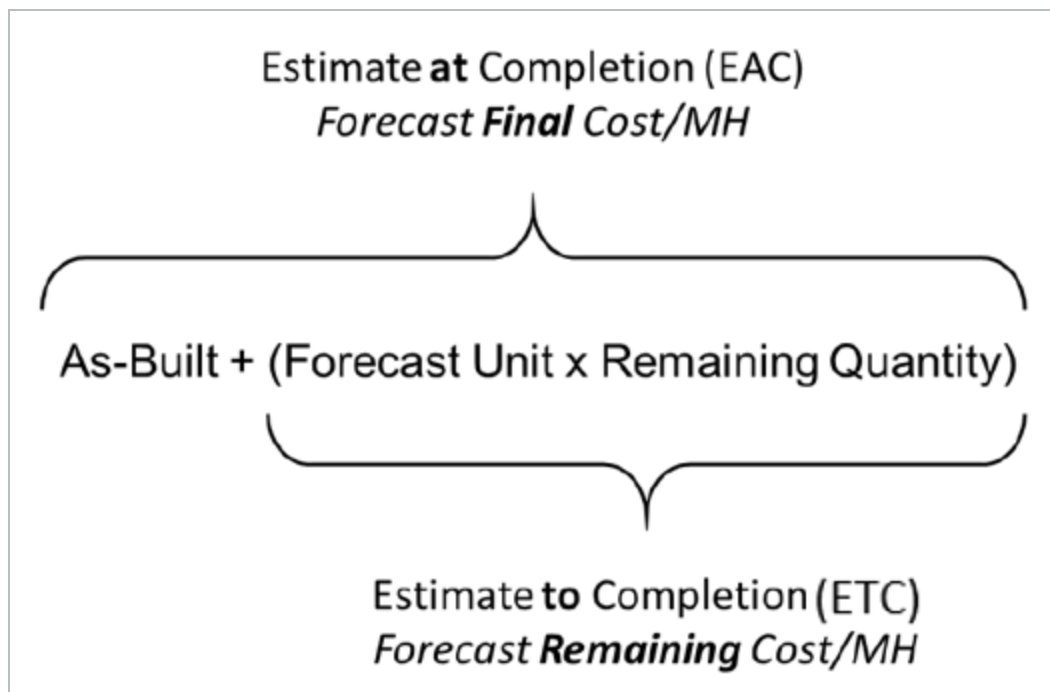 Estimate at Completion (EAC)
Forecast Final Cost/MH
As-Built + (Forecast Unit x Remaining Quantity)
Estimate to Completion (ETC)
Forecast Remaining Cost/MH